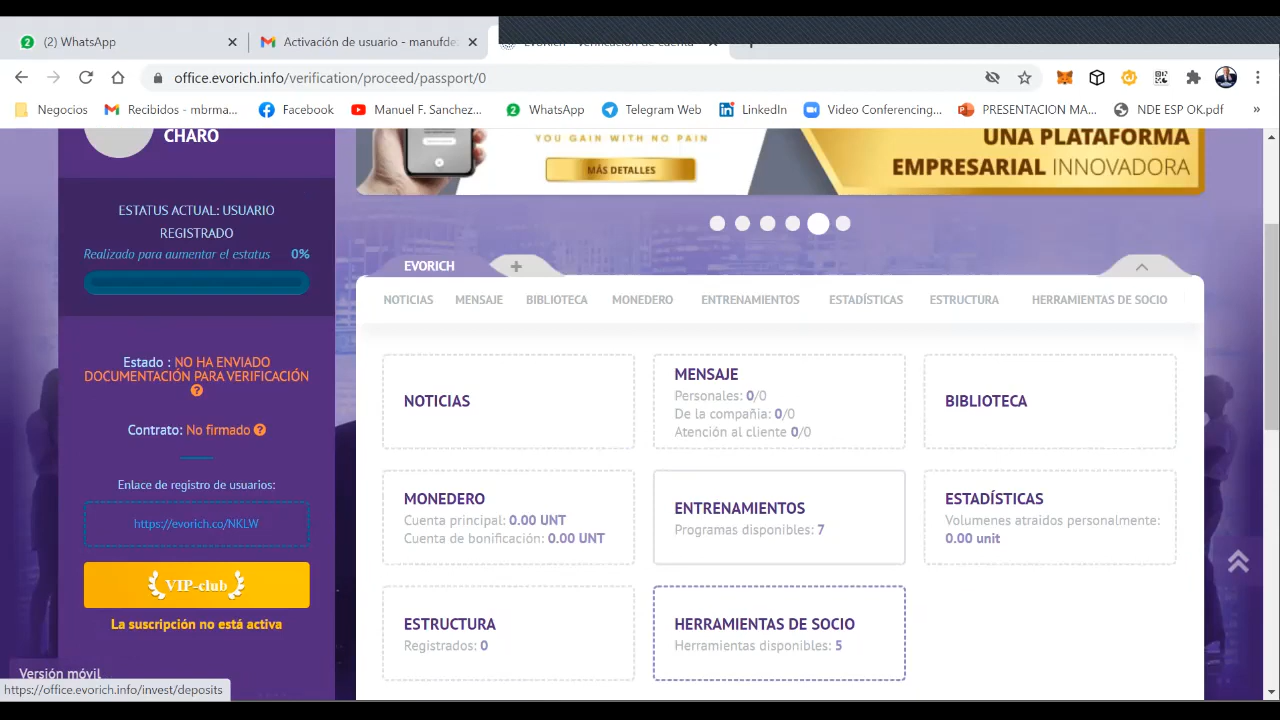 (2) WhatsApp
Activación de usuario - manufde
office.evorich.info/verification/proceed/passport/0
Negocios
Recibidos - mbrma...
Facebook
Manuel F. Sanchez...
2 WhatsApp
Telegram Web
LinkedIn
Video Conferencing,...
PRESENTACION MA...
NDE ESP OK.pdf
»
CHARO
ESTATUS ACTUAL: USUARIO
REGISTRADO
Realizado para aumentar el estatus 0%
Estado : NO HA ENVIADO
DOCUMENTACIÓN PARA VERIFICACIÓN
Contrato: No firmado
Enlace de registro de usuarios:
https://evorich.co/NKLW
VIP-club
La suscripción no está activa
Versión móvil
https://office.evorich.info/invest/deposits
YOU GAIN WITH NO PAIN
MÁS DETALLES
UNA PLATAFORMA
EMPRESARIAL INNOVADORA
EVORICH
NOTICIAS
MENSAJE
BIBLIOTECA
MONEDERO
ENTRENAMIENTOS
ESTADÍSTICAS
ESTRUCTURA
HERRAMIENTAS DE SOCIO
NOTICIAS
MENSAJE
Personales: 0/0
De la compañia: 0/0
Atención al cliente 0/0
BIBLIOTECA
MONEDERO
Cuenta principal: 0.00 UNT
Cuenta de bonificación: 0.00 UNT
ENTRENAMIENTOS
Programas disponibles: 7
ESTADÍSTICAS
Volumenes atraidos personalmente:
0.00 unit
ESTRUCTURA
Registrados: 0
HERRAMIENTAS DE SOCIO
Herramientas disponibles: 5